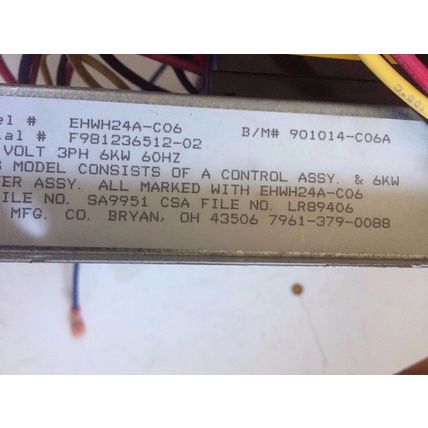 el # EHWH24A-C06 B/M# 901014-C06A
ial # F981236512-02
VOLT 3PH 6KW 60HZ
S MODEL CONSISTS OF A CONTROL ASSY. & 6KW
ER ASSY. ALL MARKED WITH EHWH24A-C06
ILE NO. SA9951 CSA FILE NO. LR89406
MFG. CO. BRYAN, OH 43506 7961-379-0088